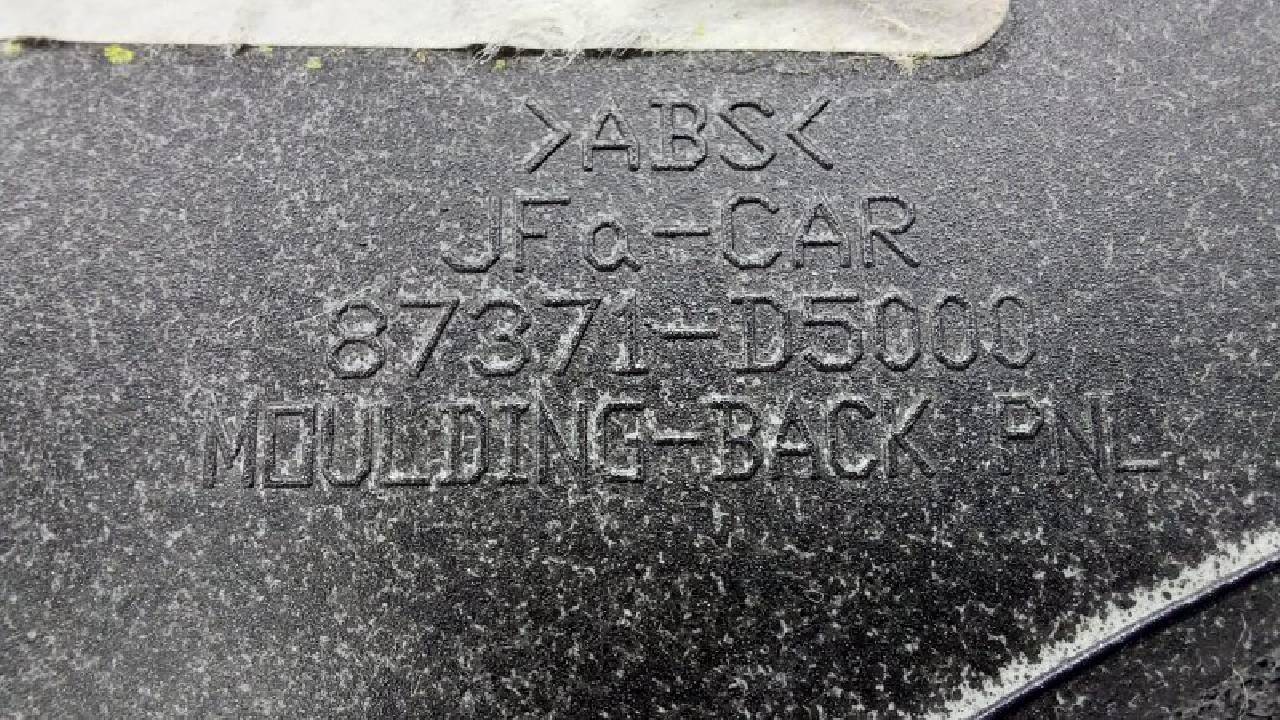 >ABS<
JFa-CAR
87371-D5000
MOULDING-BACK PNL